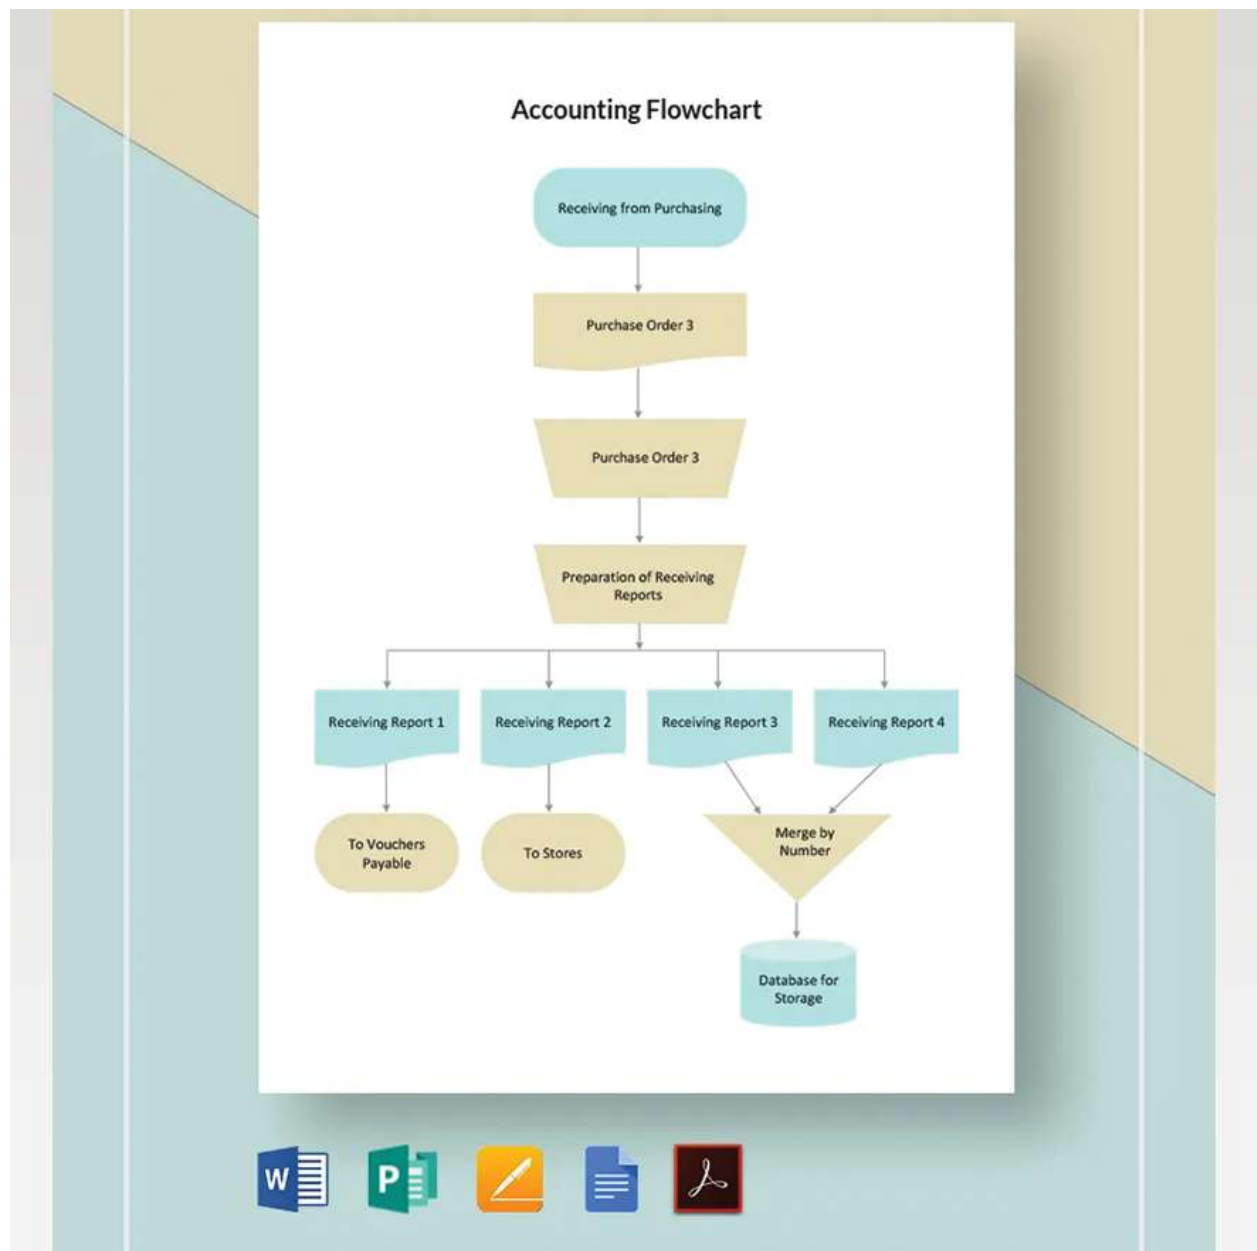 Accounting Flowchart
Receiving from Purchasing
Purchase Order 3
Purchase Order 3
Preparation of Receiving
Reports
Receiving Report 1
Receiving Report 2
Receiving Report 3
Receiving Report 4
To Vouchers
Payable
To Stores
Merge by
Number
Database for
Storage
W
P